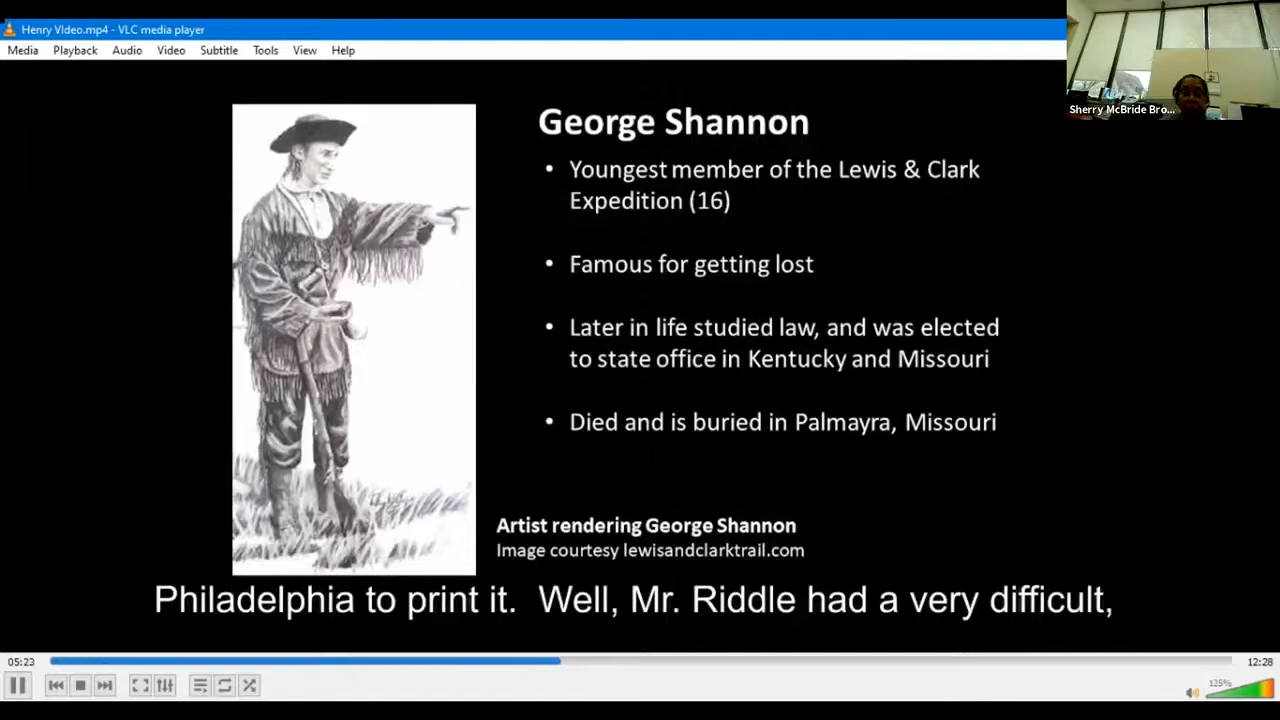 Henry VIdeo.mp4 - VLC media player
Media Playback Audio Video Subtitle Tools View Help
Sherry McBride Bro...
George Shannon
• Youngest member of the Lewis & Clark
Expedition (16)
• Famous for getting lost
• Later in life studied law, and was elected
to state office in Kentucky and Missouri
• Died and is buried in Palmayra, Missouri
Artist rendering George Shannon
Image courtesy lewisandclarktrail.com
Philadelphia to print it.  Well, Mr. Riddle had a very difficult,
05:23
12:28
125%